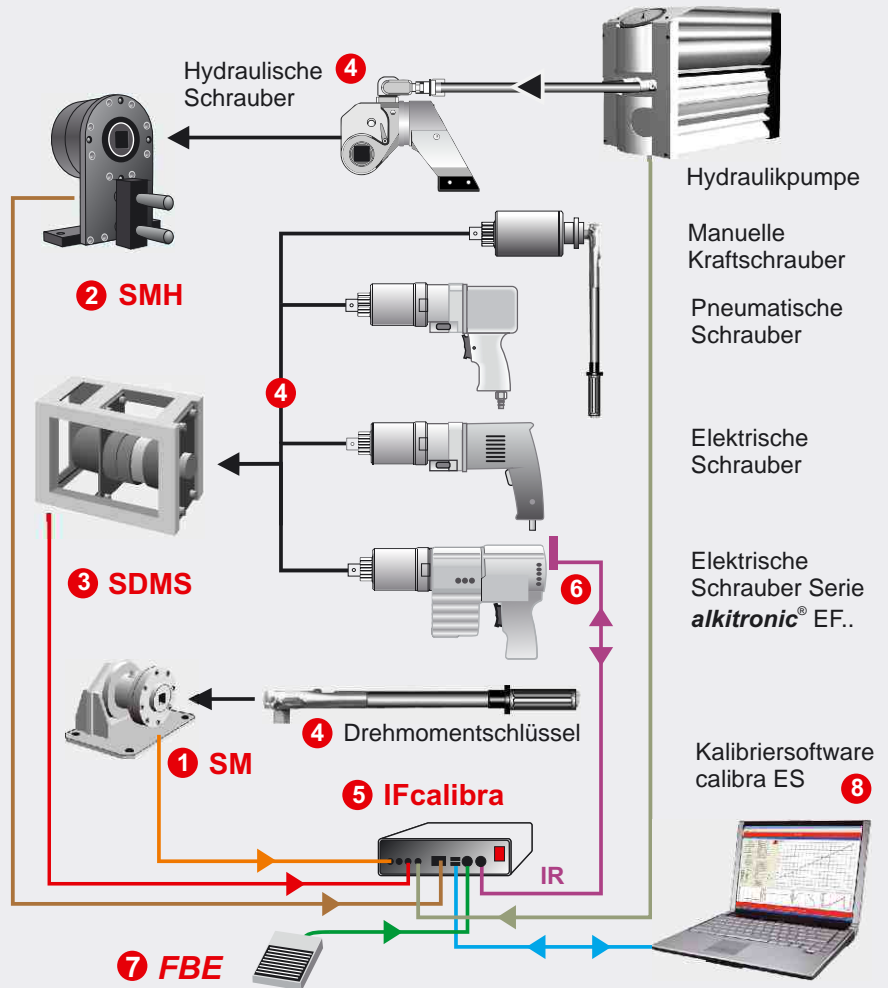 Hydraulische
Schrauber
4
Hydraulikpumpe
2 SMH
Manuelle
Kraftschrauber
Pneumatische
Schrauber
4
Elektrische
Schrauber
3 SDMS
6
Elektrische
Schrauber Serie
alkitronic® EF..
4 Drehmomentschlüssel
1 SM
5 IFcalibra
Kalibriersoftware
calibra ES
8
IR
7 FBE